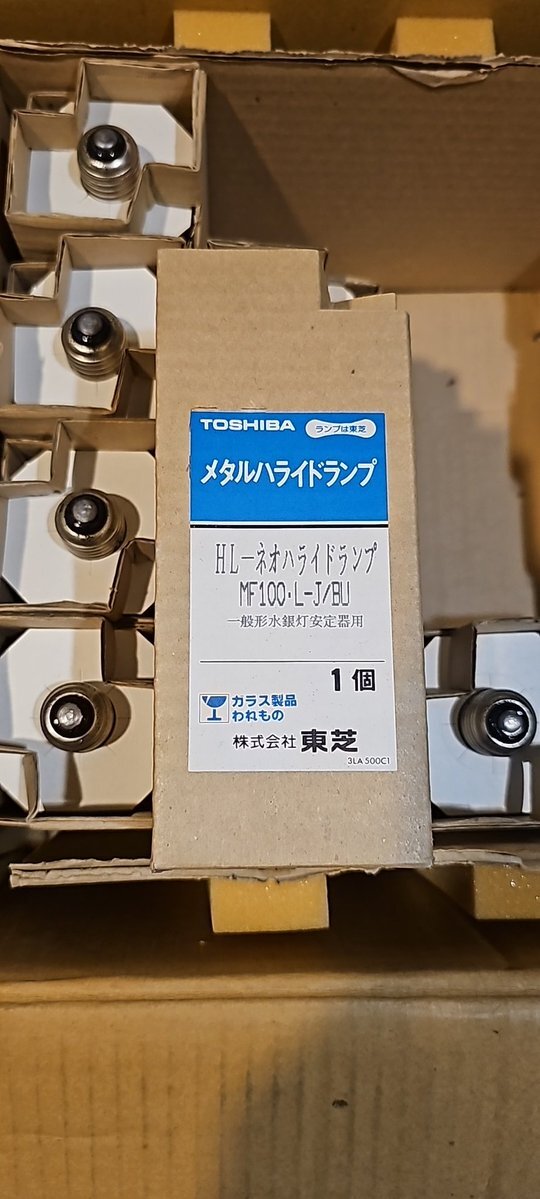 TOSHIBA ランプは東芝
メタルハライドランプ
HL-ネオハライドランプ
MF100・L-J/BU
一般形水銀灯安定器用
1個
ガラス製品
われもの
株式会社 東芝
3LA 500C1